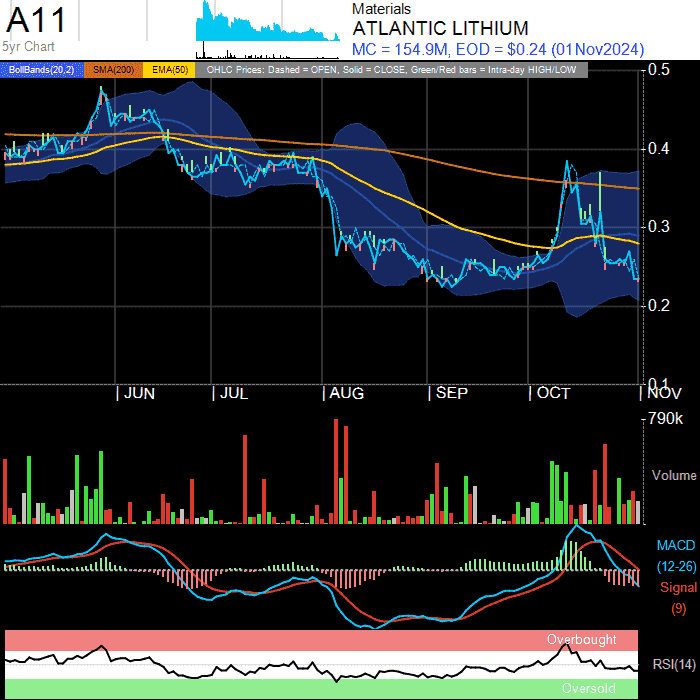 A11
5yr Chart
Materials
ATLANTIC LITHIUM
MC = 154.9M, EOD = $0.24 (01Nov2024)
BollBands(20,2) SMA(200) EMA(50) OHLC Prices: Dashed = OPEN, Solid = CLOSE, Green/Red bars = Intra-day HIGH/LOW
0.5
0.4
0.3
0.2
0.1
| JUN | JUL | AUG | SEP | OCT | NOV
790k
Volume
MACD
(12-26)
Signal
(9)
Overbought
RSI(14)
Oversold